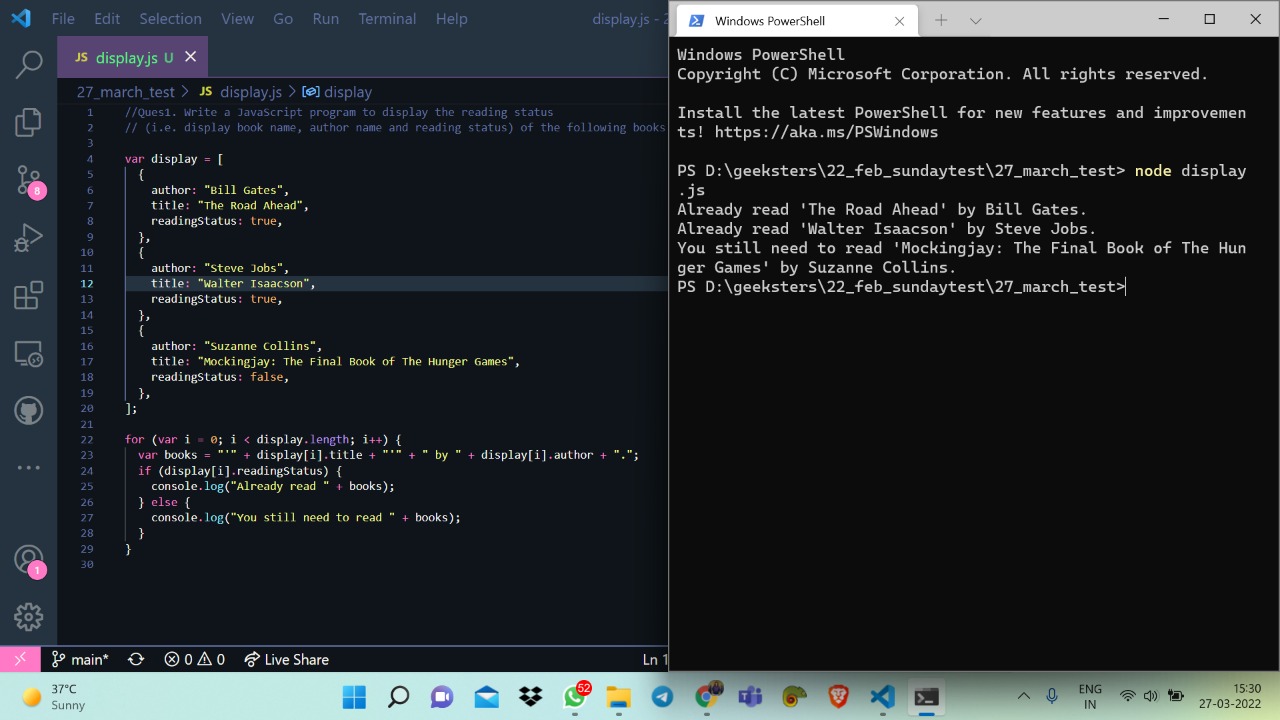 File Edit Selection View Go Run Terminal Help display.js - 2
JS display.js U
27_march_test > JS display.js > display
1 //Ques1. Write a JavaScript program to display the reading status
2 // (i.e. display book name, author name and reading status) of the following books
3
4 var display = [
5 {
6 author: "Bill Gates",
7 title: "The Road Ahead",
8 readingStatus: true,
9 },
10 {
11 author: "Steve Jobs",
12 title: "Walter Isaacson",
13 readingStatus: true,
14 },
15 {
16 author: "Suzanne Collins",
17 title: "Mockingjay: The Final Book of The Hunger Games",
18 readingStatus: false,
19 },
20 ];
21
22 for (var i = 0; i < display.length; i++) {
23 var books = "'" + display[i].title + "'" + " by " + display[i].author + ".";
24 if (display[i].readingStatus) {
25 console.log("Already read " + books);
26 } else {
27 console.log("You still need to read " + books);
28 }
29 }
30
8
1
main* 0 0 Live Share Ln 1
Windows PowerShell
Windows PowerShell
Copyright (C) Microsoft Corporation. All rights reserved.
Install the latest PowerShell for new features and improvemen
ts! https://aka.ms/PSWindows
PS D:\geeksters\22_feb_sundaytest\27_march_test> node display
.js
Already read 'The Road Ahead' by Bill Gates.
Already read 'Walter Isaacson' by Steve Jobs.
You still need to read 'Mockingjay: The Final Book of The Hun
ger Games' by Suzanne Collins.
PS D:\geeksters\22_feb_sundaytest\27_march_test>
37°C
Sunny
52
ENG
IN
15:30
27-03-2022